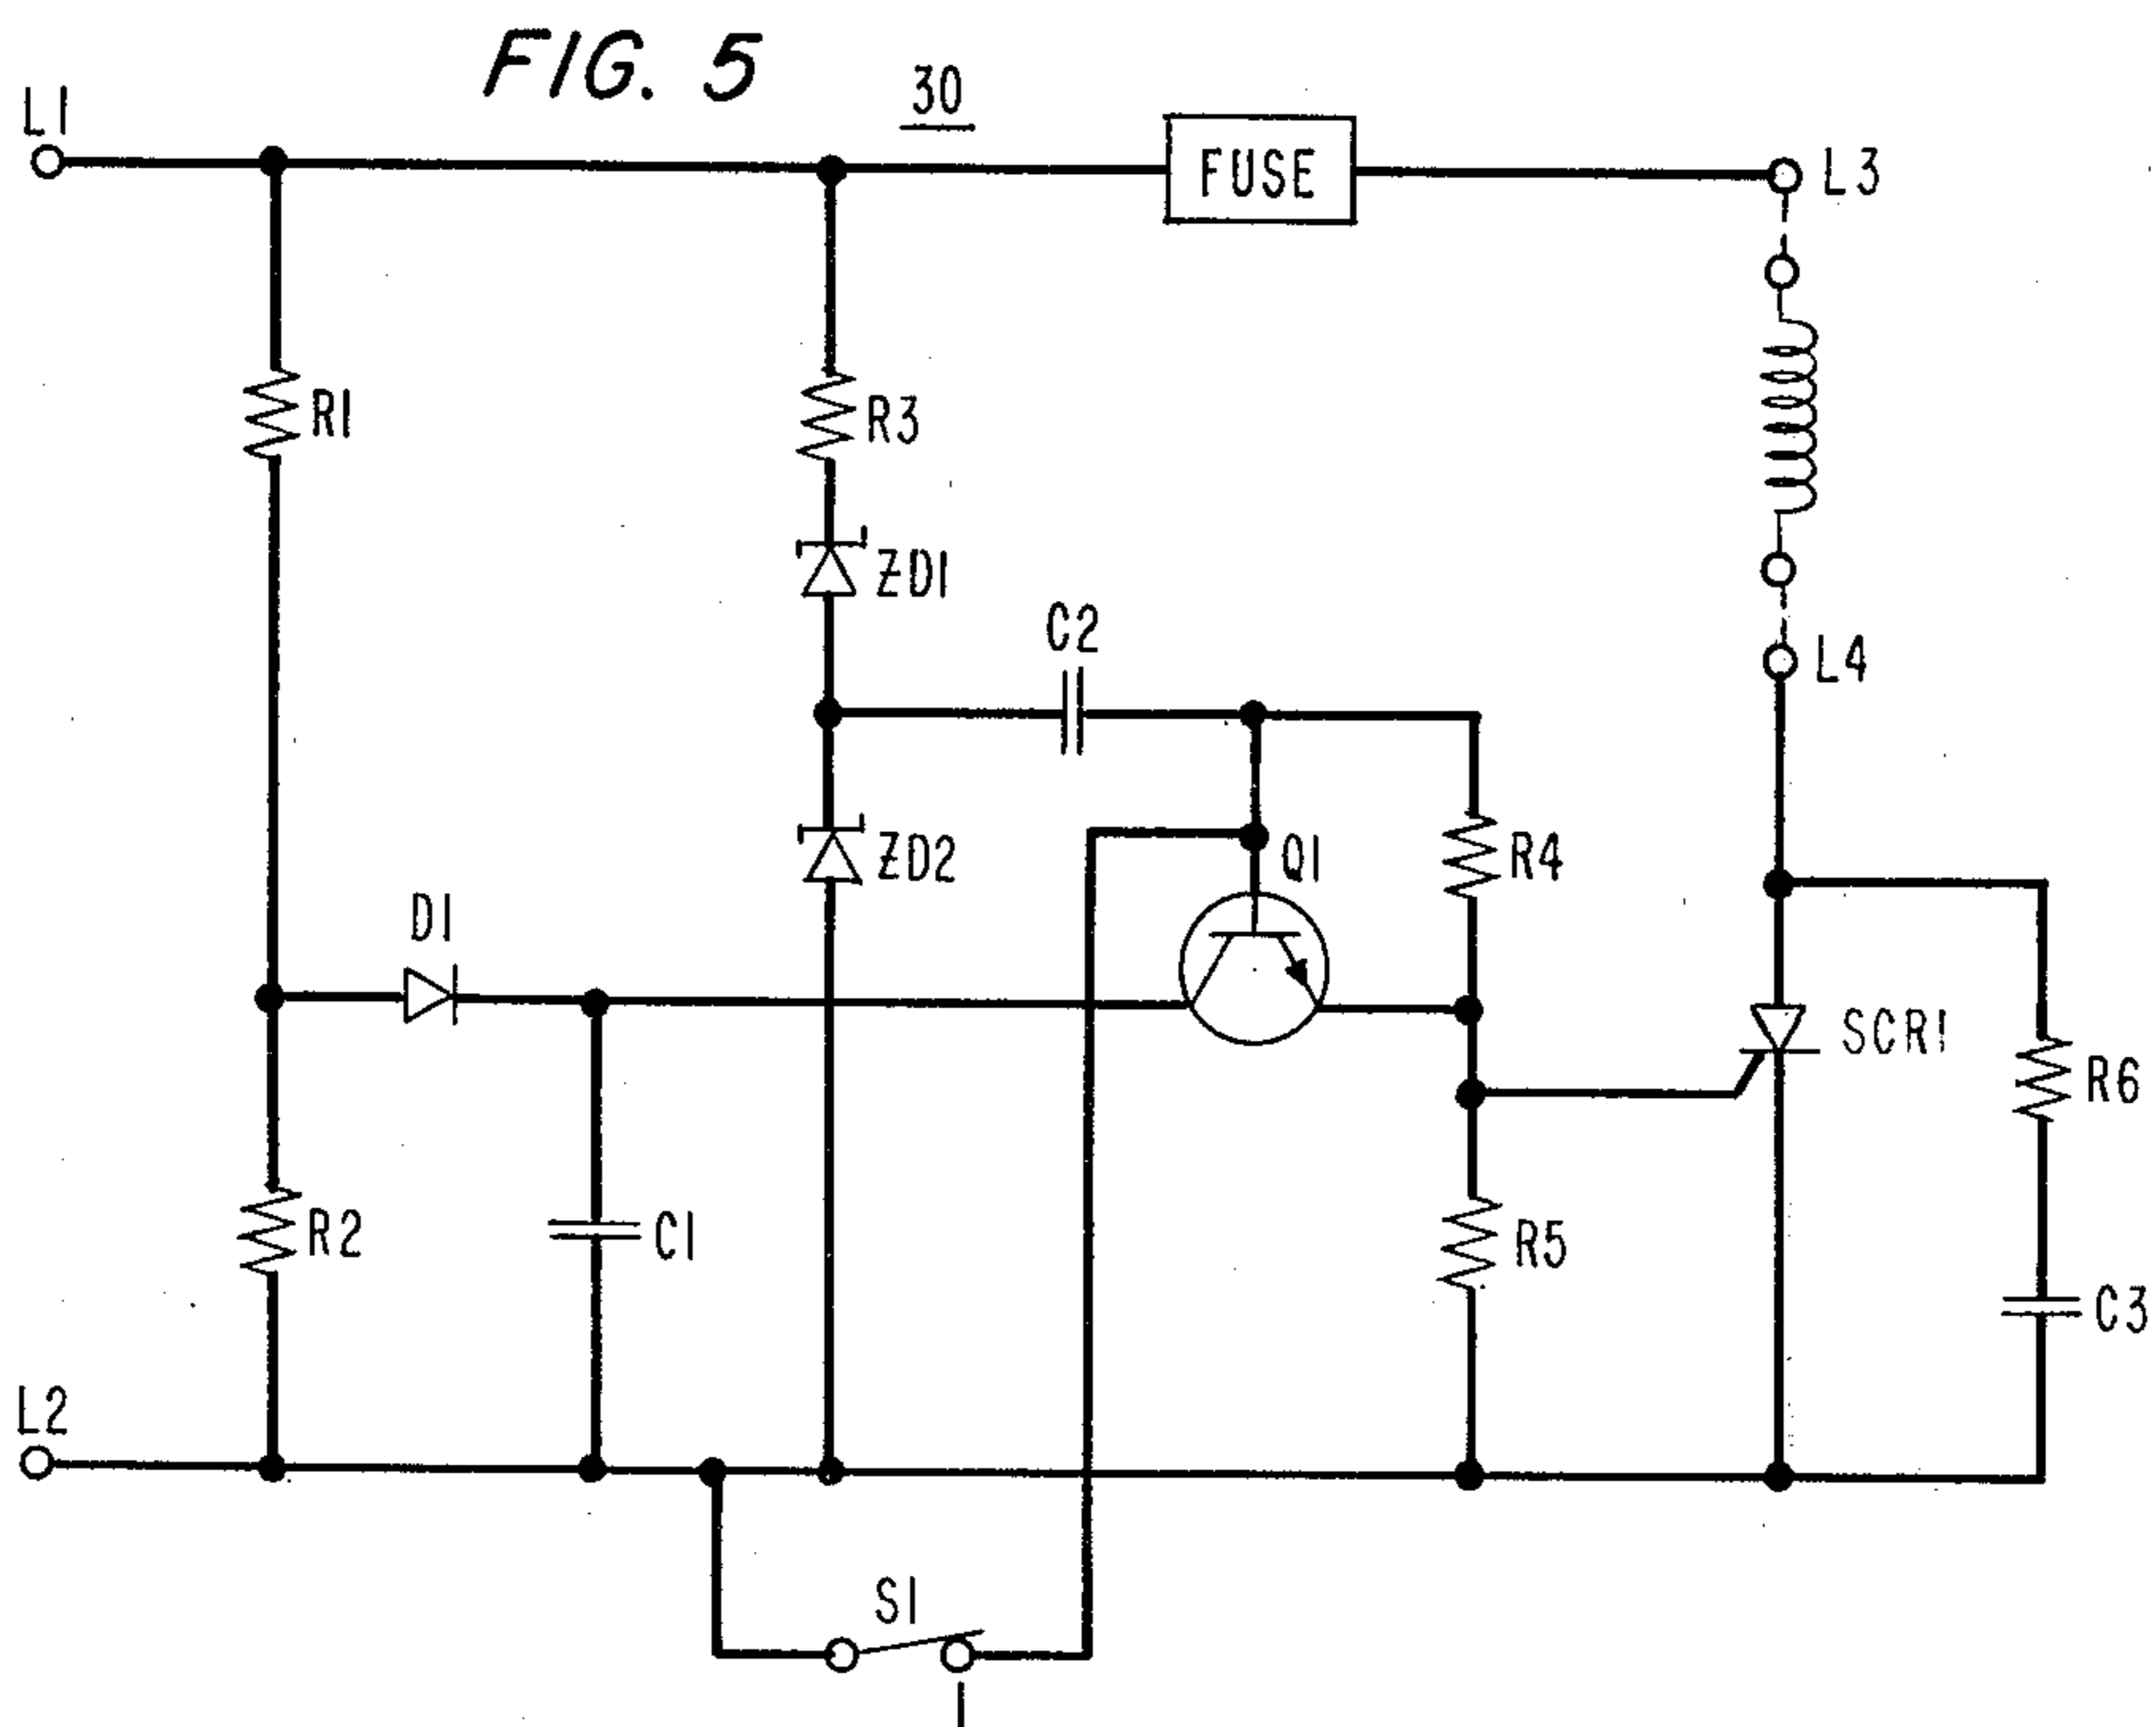 FIG. 5
30
L1
FUSE
L3
R1
R3
ZD1
C2
L4
ZD2
Q1
R4
D1
SCR1
R6
R2
C1
R5
C3
L2
S1